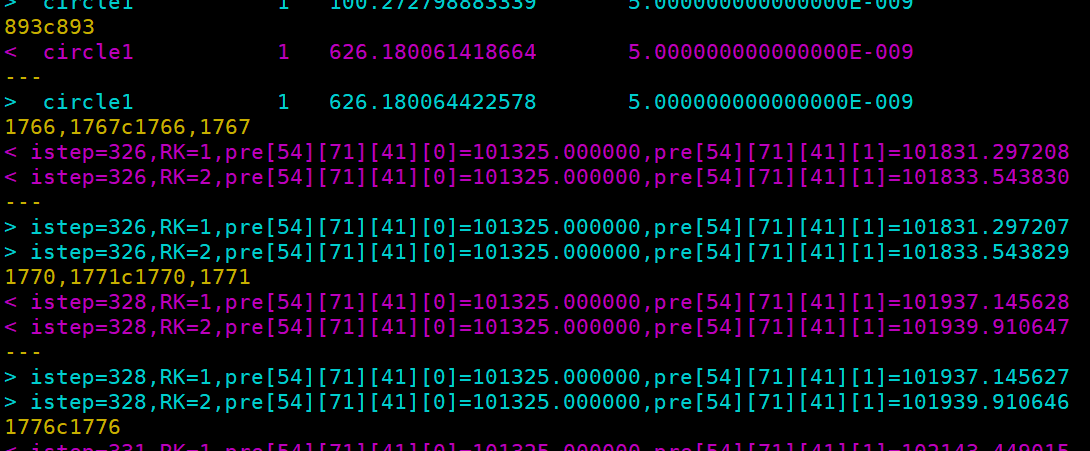 >  circle1           1   100.272798883339       5.000000000000000E-009
893c893
<  circle1           1   626.180061418664       5.000000000000000E-009
---
>  circle1           1   626.180064422578       5.000000000000000E-009
1766,1767c1766,1767
< istep=326,RK=1,pre[54][71][41][0]=101325.000000,pre[54][71][41][1]=101831.297208
< istep=326,RK=2,pre[54][71][41][0]=101325.000000,pre[54][71][41][1]=101833.543830
---
> istep=326,RK=1,pre[54][71][41][0]=101325.000000,pre[54][71][41][1]=101831.297207
> istep=326,RK=2,pre[54][71][41][0]=101325.000000,pre[54][71][41][1]=101833.543829
1770,1771c1770,1771
< istep=328,RK=1,pre[54][71][41][0]=101325.000000,pre[54][71][41][1]=101937.145628
< istep=328,RK=2,pre[54][71][41][0]=101325.000000,pre[54][71][41][1]=101939.910647
---
> istep=328,RK=1,pre[54][71][41][0]=101325.000000,pre[54][71][41][1]=101937.145627
> istep=328,RK=2,pre[54][71][41][0]=101325.000000,pre[54][71][41][1]=101939.910646
1776c1776